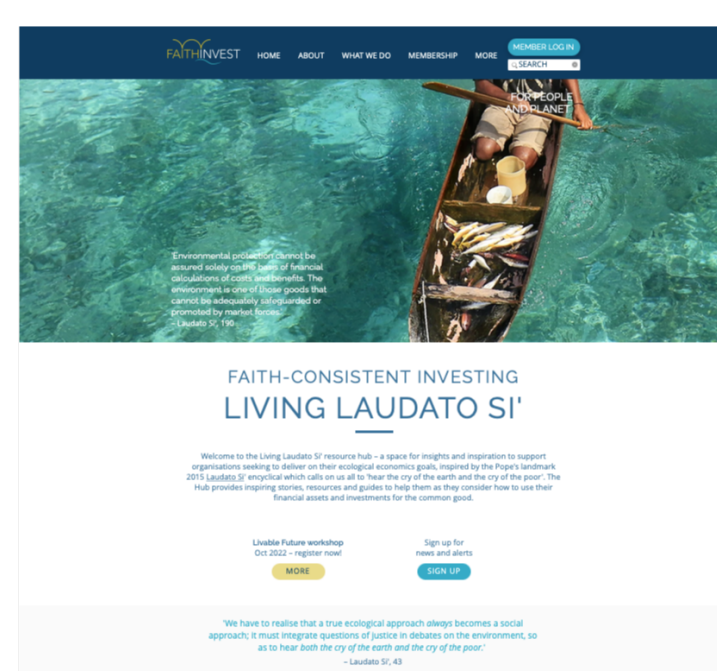 FAITHINVEST
HOME
ABOUT
WHAT WE DO
MEMBERSHIP
MORE
MEMBER LOG IN
SEARCH
FOR PEOPLE
AND PLANET
'Environmental protection cannot be
assured solely on the basis of financial
calculations of costs and benefits. The
environment is one of those goods that
cannot be adequately safeguarded or
promoted by market forces.'
– Laudato Si', 190
FAITH-CONSISTENT INVESTING
LIVING LAUDATO SI'
Welcome to the Living Laudato Si' resource hub – a space for insights and inspiration to support
organisations seeking to deliver on their ecological economics goals, inspired by the Pope's landmark
2015 Laudato Si' encyclical which calls on us all to 'hear the cry of the earth and the cry of the poor'. The
Hub provides inspiring stories, resources and guides to help them as they consider how to use their
financial assets and investments for the common good.
Livable Future workshop
Oct 2022 – register now!
MORE
Sign up for
news and alerts
SIGN UP
'We have to realise that a true ecological approach always becomes a social
approach; it must integrate questions of justice in debates on the environment, so
as to hear both the cry of the earth and the cry of the poor.'
– Laudato Si', 43